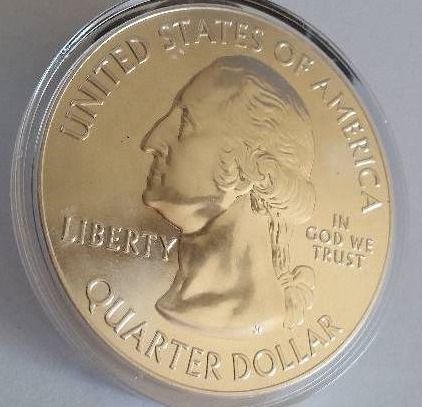 UNITED STATES OF AMERICA
LIBERTY
IN
GOD WE
TRUST
QUARTER DOLLAR